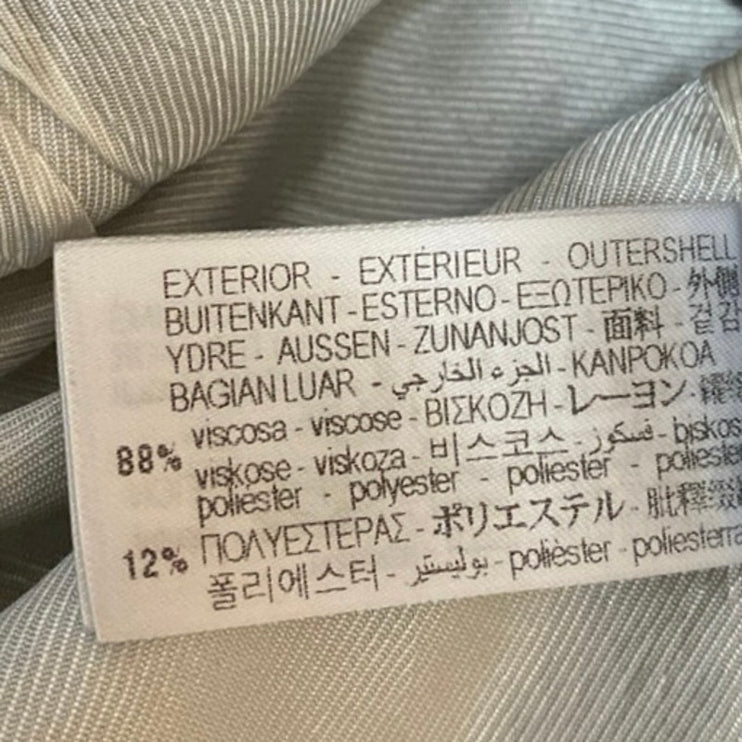 EXTERIOR - EXTÉRIEUR - OUTERSHELL
BUITENKANT - ESTERNO - ΕΞΩΤΕΡΙΚΟ - 外側
YDRE - AUSSEN - ZUNANJOST - 面料 - 겉감
BAGIAN LUAR - الجزء الخارجي - KANPOKOA
88% viscosa - viscose - ΒΙΣΚΟΖΗ - レーヨン -
viskose - viskoza - 비스코스 - فسكوز - biskos
poliester - polyester - poliester - poliester
12% ΠΟΛΥΕΣΤΕΡΑΣ - ポリエステル -
폴리에스터 - بوليستير - polièster - poliesterra